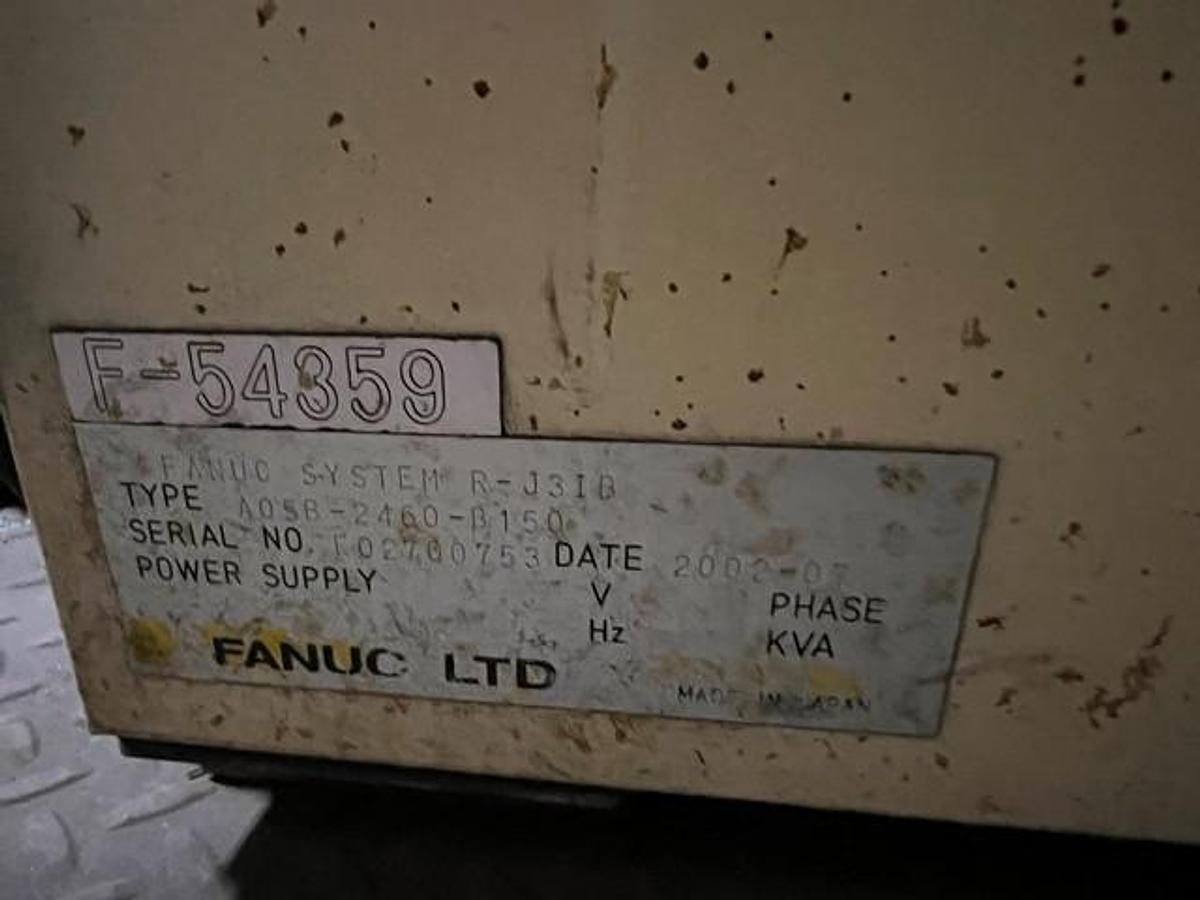 F-54359
FANUC SYSTEM R-J3IB
TYPE A05B-2460-B150
SERIAL NO. F02700753 DATE 2002-07
POWER SUPPLY V PHASE
Hz KVA
FANUC LTD
MADE IN JAPAN